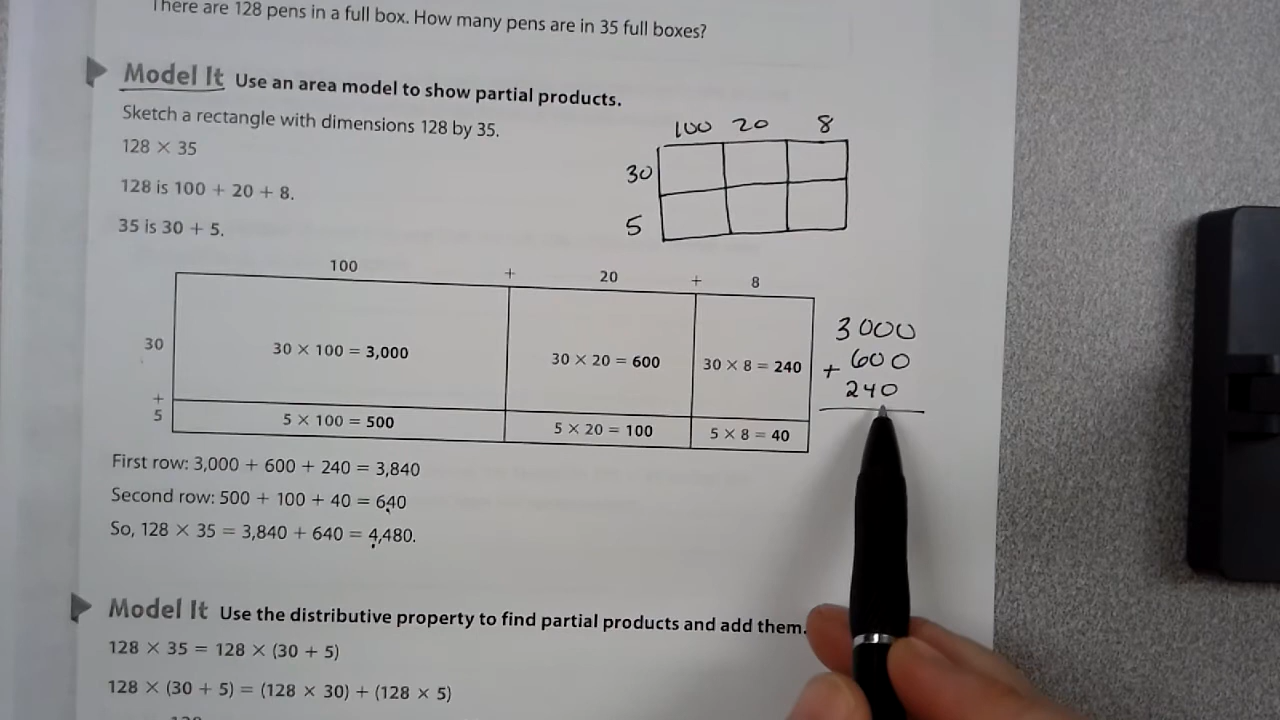 There are 128 pens in a full box. How many pens are in 35 full boxes?
Model It Use an area model to show partial products.
Sketch a rectangle with dimensions 128 by 35.
128 × 35
128 is 100 + 20 + 8.
35 is 30 + 5.
100 20 8
30
5
100 + 20 + 8
30
30 × 100 = 3,000 30 × 20 = 600 30 × 8 = 240
+
5
5 × 100 = 500 5 × 20 = 100 5 × 8 = 40
3000
600
+ 240
First row: 3,000 + 600 + 240 = 3,840
Second row: 500 + 100 + 40 = 640
So, 128 × 35 = 3,840 + 640 = 4,480.
Model It Use the distributive property to find partial products and add them.
128 × 35 = 128 × (30 + 5)
128 × (30 + 5) = (128 × 30) + (128 × 5)